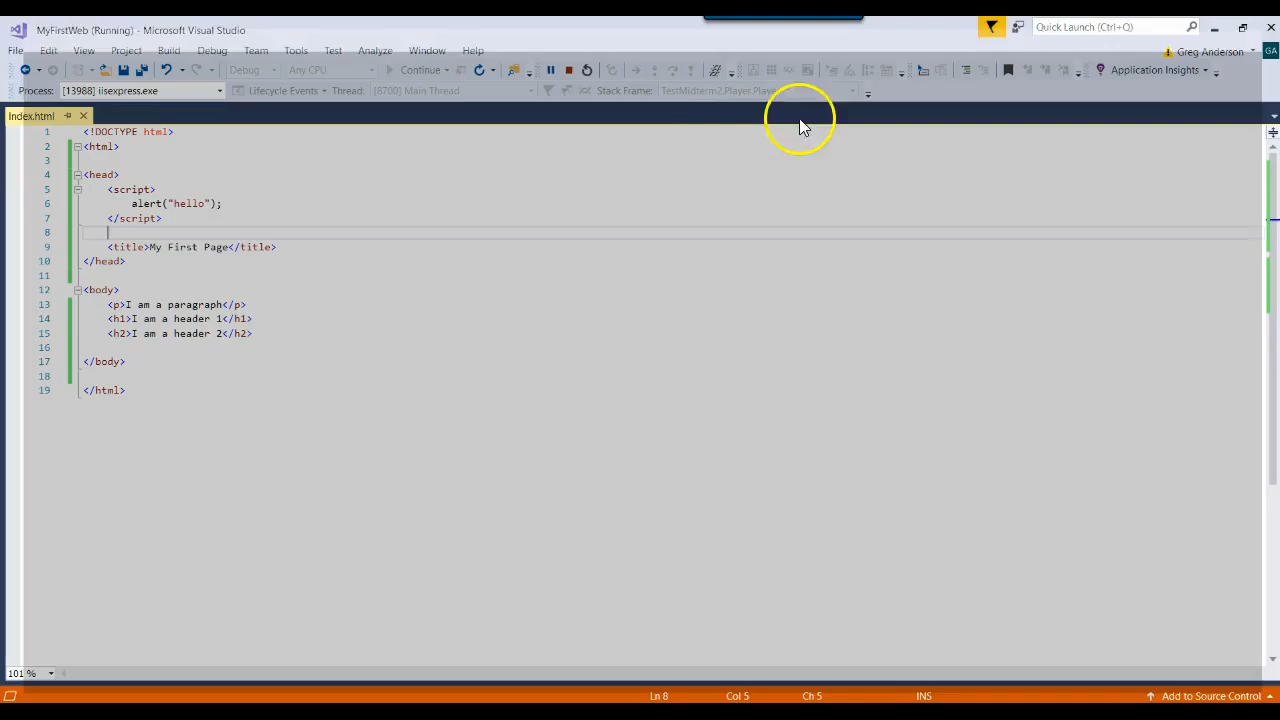 MyFirstWeb (Running) - Microsoft Visual Studio
Quick Launch (Ctrl+Q)
File Edit View Project Build Debug Team Tools Test Analyze Window Help
Greg Anderson GA
Debug Any CPU Continue Application Insights
Process: [13988] iisexpress.exe Lifecycle Events Thread: [8700] Main Thread Stack Frame: TestMidterm2.Player.Player
Index.html
1 <!DOCTYPE html>
2 <html>
3
4 <head>
5 <script>
6 alert("hello");
7 </script>
8
9 <title>My First Page</title>
10 </head>
11
12 <body>
13 <p>I am a paragraph</p>
14 <h1>I am a header 1</h1>
15 <h2>I am a header 2</h2>
16
17 </body>
18
19 </html>
101 %
Ln 8 Col 5 Ch 5 INS Add to Source Control